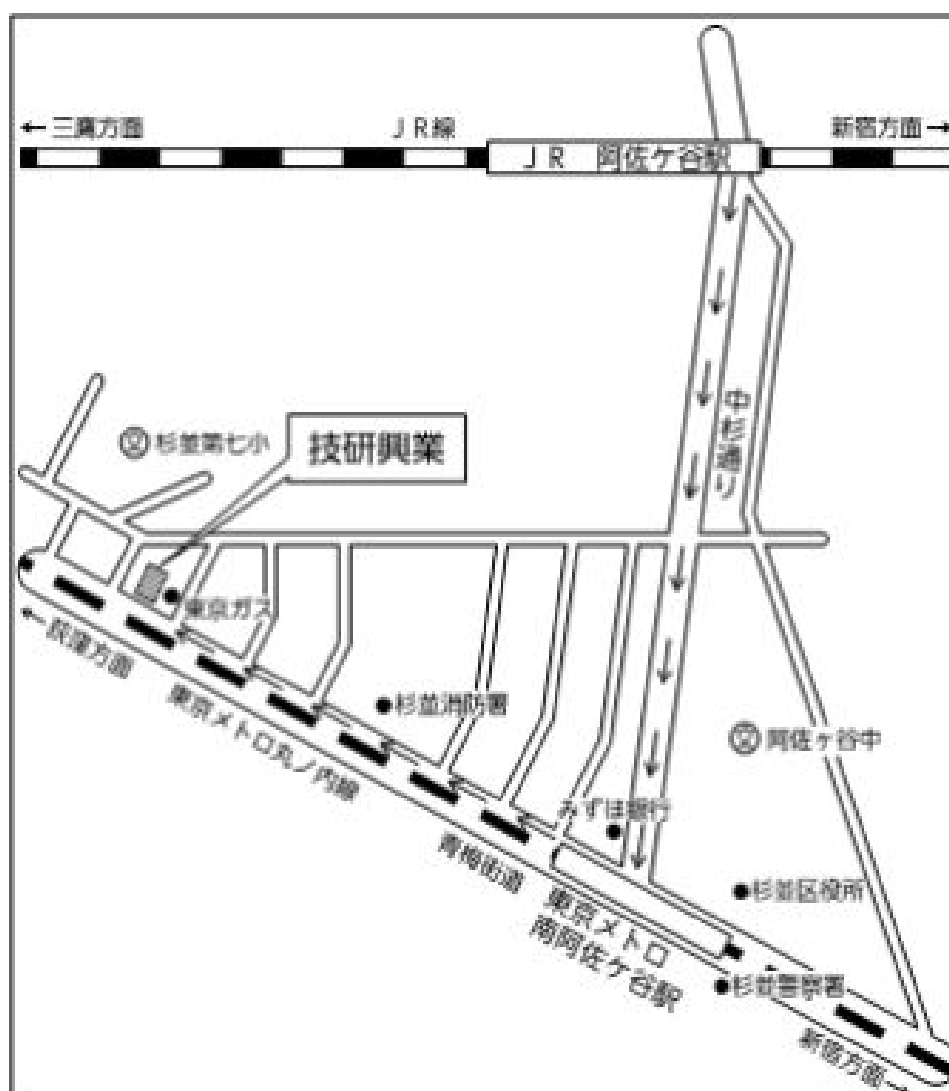 ← 三鷹方面
JR線
新宿方面 →
JR 阿佐ケ谷駅
中杉通り
文 杉並第七小
技研興業
東京ガス
← 荻窪方面
東京メトロ丸ノ内線
杉並消防署
文 阿佐ヶ谷中
みずほ銀行
青梅街道
東京メトロ
南阿佐ケ谷駅
杉並区役所
杉並警察署
新宿方面